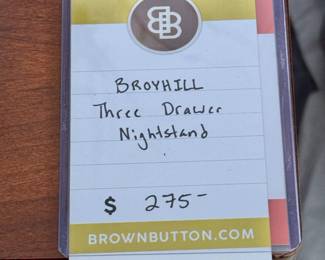 BB
BROYHILL
Three Drawer
Nightstand
$ 275-
BROWNBUTTON.COM